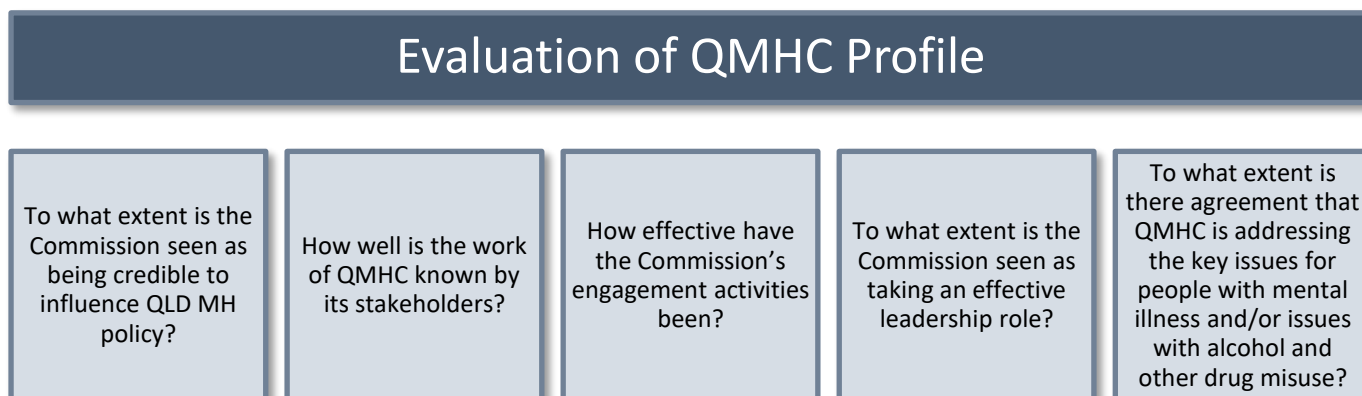 Evaluation of QMHC Profile
To what extent is the
Commission seen as
being credible to
influence QLD MH
policy?
How well is the work
of QMHC known by
its stakeholders?
How effective have
the Commission’s
engagement activities
been?
To what extent is the
Commission seen as
taking an effective
leadership role?
To what extent is
there agreement that
QMHC is addressing
the key issues for
people with mental
illness and/or issues
with alcohol and
other drug misuse?